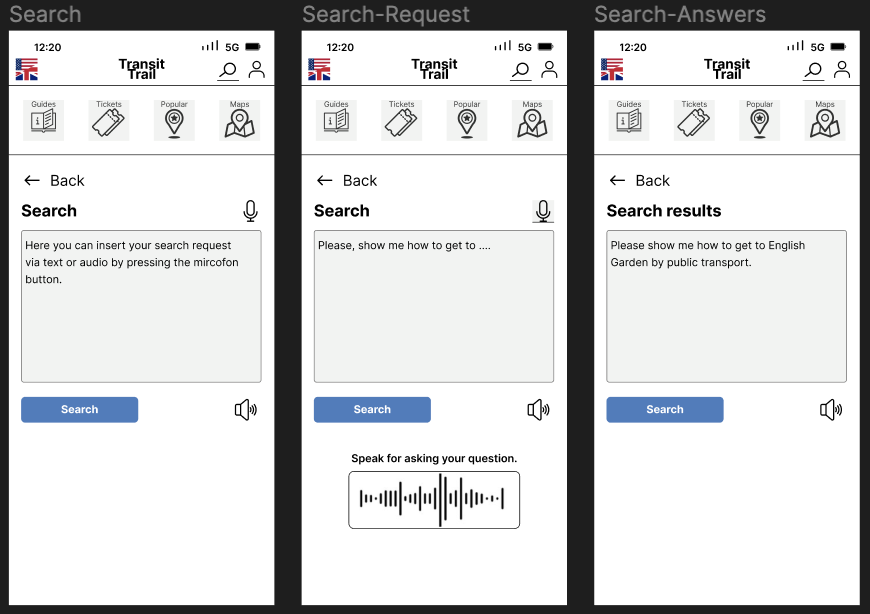 Search
12:20
5G
Transit
Trail
Guides
Tickets
Popular
Maps
← Back
Search
Here you can insert your search request
via text or audio by pressing the mircofon
button.
Search
Search-Request
12:20
5G
Transit
Trail
Guides
Tickets
Popular
Maps
← Back
Search
Please, show me how to get to ....
Search
Speak for asking your question.
Search-Answers
12:20
5G
Transit
Trail
Guides
Tickets
Popular
Maps
← Back
Search results
Please show me how to get to English
Garden by public transport.
Search